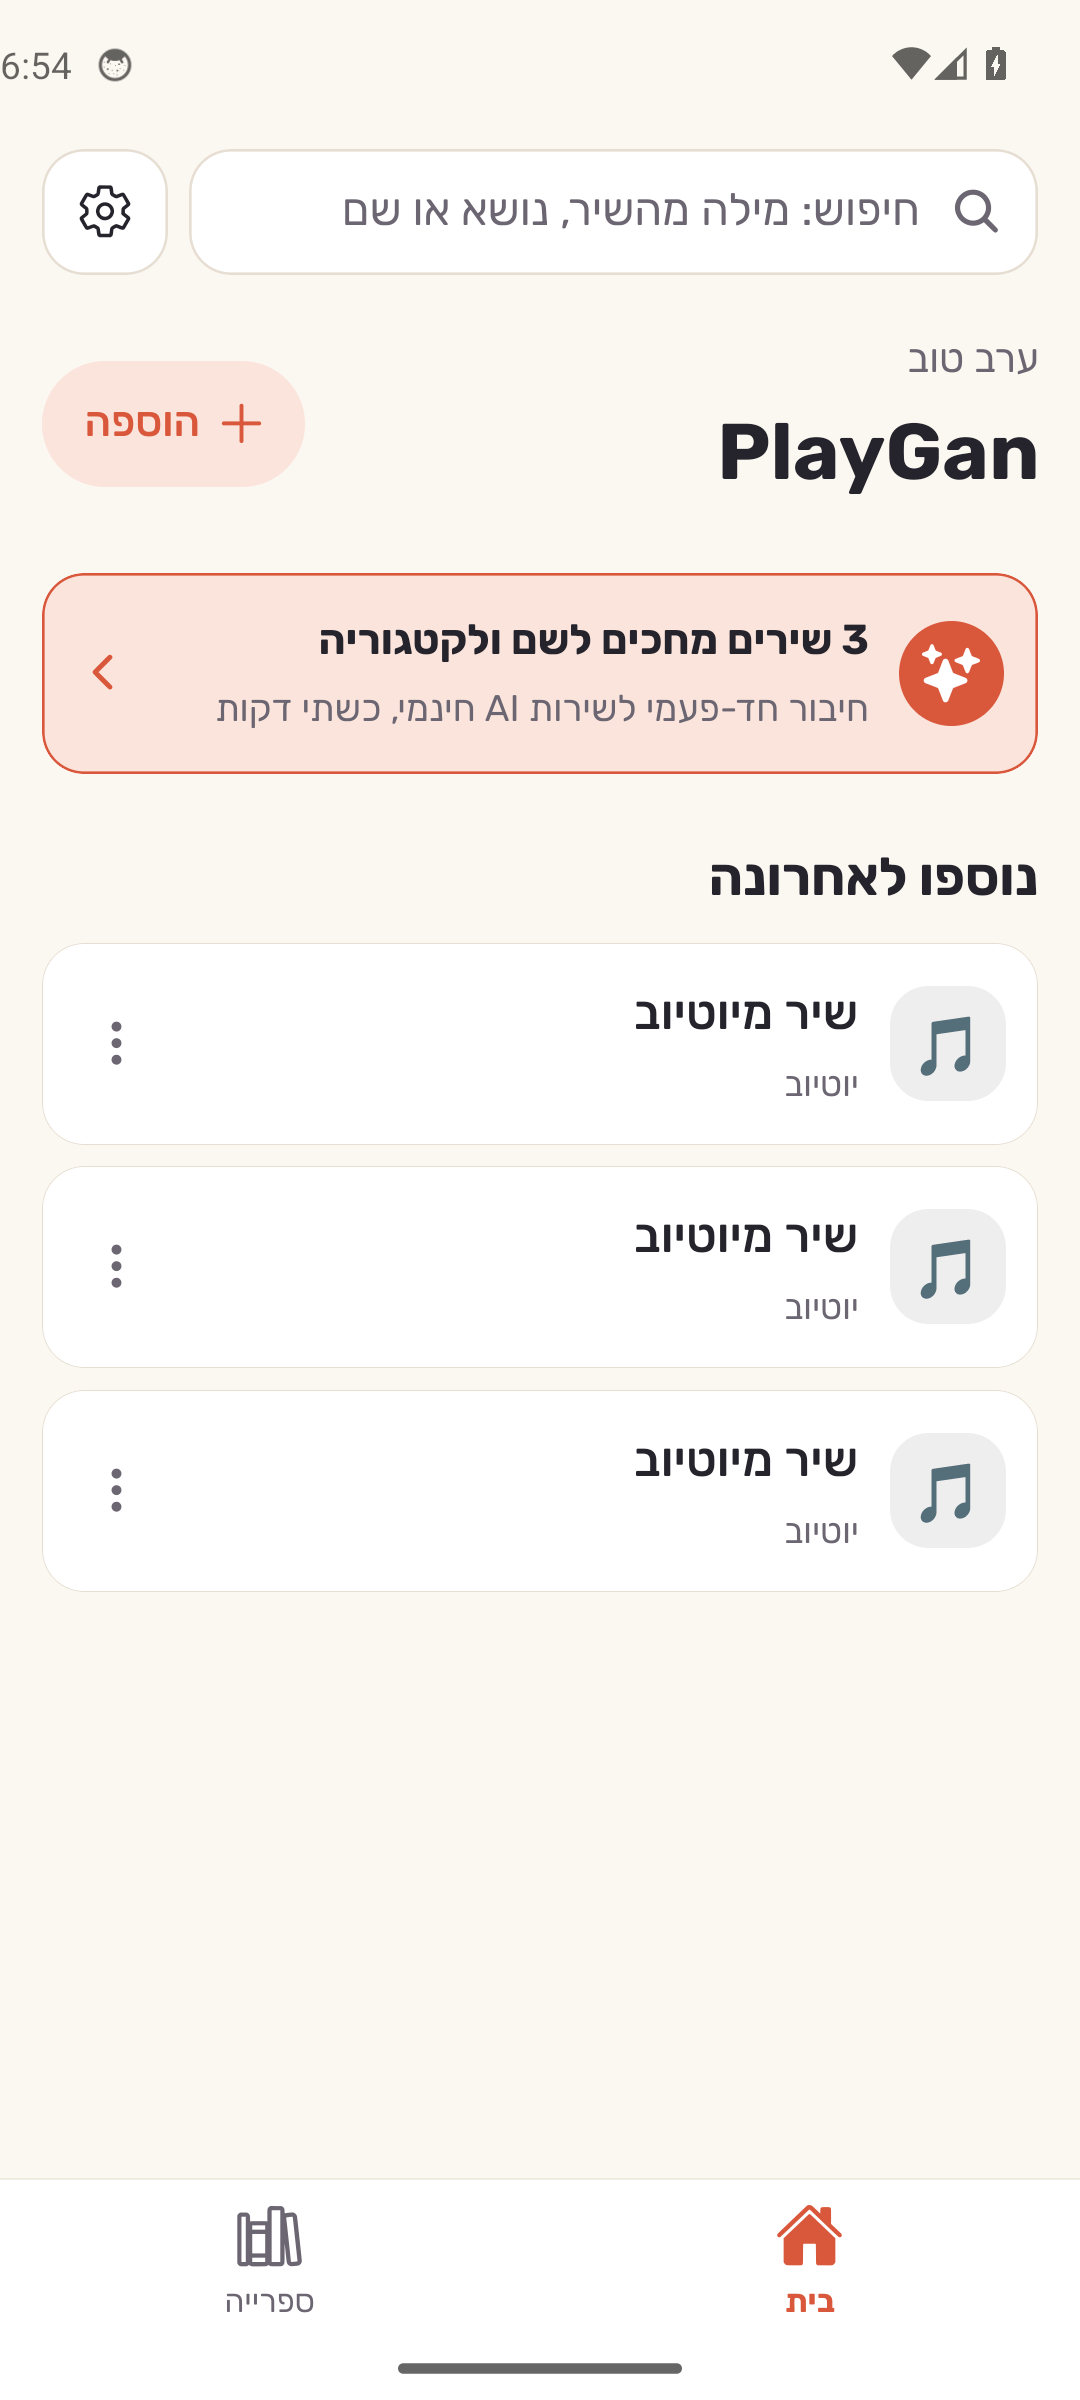 6:54
חיפוש: מילה מהשיר, נושא או שם
ערב טוב
PlayGan
הוספה
3 שירים מחכים לשם ולקטגוריה
חיבור חד-פעמי לשירות AI חינמי, כשתי דקות
נוספו לאחרונה
שיר מיוטיוב
יוטיוב
שיר מיוטיוב
יוטיוב
שיר מיוטיוב
יוטיוב
בית
ספרייה